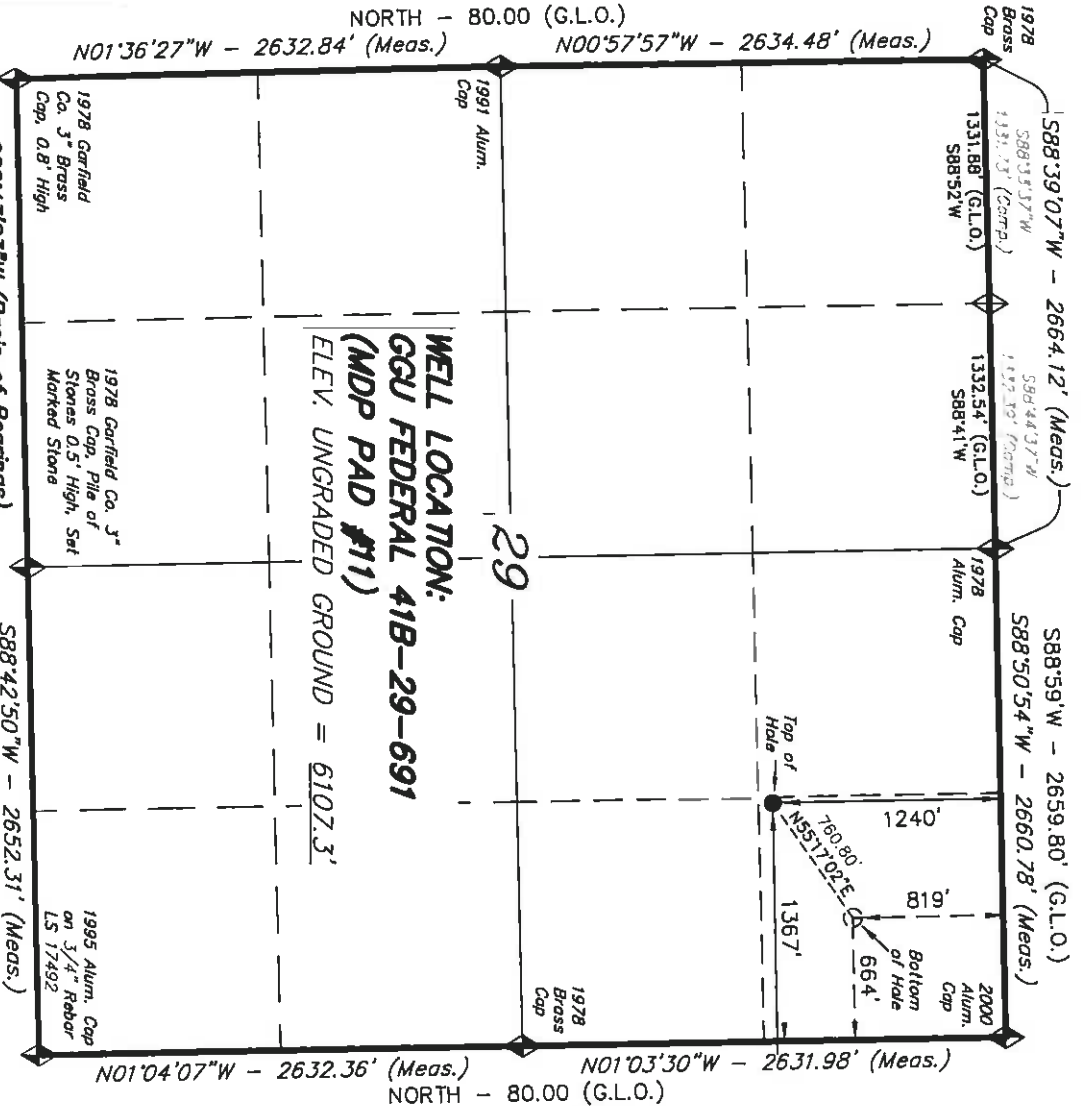 NORTH - 80.00 (G.L.O.)
N01°36'27"W - 2632.84' (Meas.)
N00°57'57"W - 2634.48' (Meas.)
1978
Brass
Cap
S88°39'07"W - 2664.12' (Meas.)
1331.88' (G.L.O.)
S88°52'W
S88°44'37"W
1332.54' (G.L.O.)
S88°41'W
1978
Alum. Cap
S88°59'W - 2659.80' (G.L.O.)
S88°50'54"W - 2660.78' (Meas.)
2000
Alum.
Cap
1991 Alum.
Cap
1978 Garfield
Co. 3" Brass
Cap, 0.8' High
Top of
Hole
1240'
760.80'
N55°17'02"E
819'
Bottom
of Hole
664'
1367'
29
WELL LOCATION:
GGU FEDERAL 41B-29-691
(MDP PAD #11)
ELEV. UNGRADED GROUND = 6107.3'
1978 Garfield Co. 3"
Brass Cap, Pile of
Stones 0.5' High, Set
Marked Stone
1978
Brass
Cap
1995 Alum. Cap
on 3/4" Rebar
LS 17492
(Basis of Bearings)
S88°42'50"W - 2652.31' (Meas.)
N01°04'07"W - 2632.36' (Meas.)
N01°03'30"W - 2631.98' (Meas.)
NORTH - 80.00 (G.L.O.)